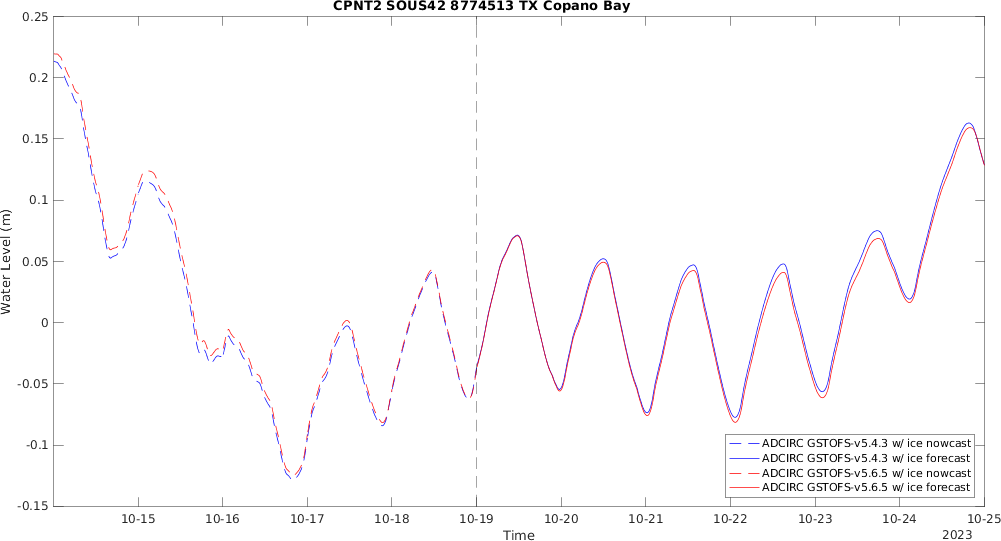 CPNT2 SOUS42 8774513 TX Copano Bay
0.25
0.2
0.15
0.1
0.05
0
-0.05
-0.1
-0.15
Water Level (m)
10-15 10-16 10-17 10-18 10-19 10-20 10-21 10-22 10-23 10-24 10-25
Time
2023
ADCIRC GSTOFS-v5.4.3 w/ ice nowcast
ADCIRC GSTOFS-v5.4.3 w/ ice forecast
ADCIRC GSTOFS-v5.6.5 w/ ice nowcast
ADCIRC GSTOFS-v5.6.5 w/ ice forecast